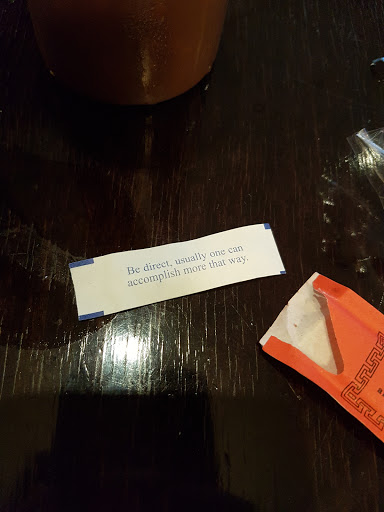 Be direct, usually one can
accomplish more that way.